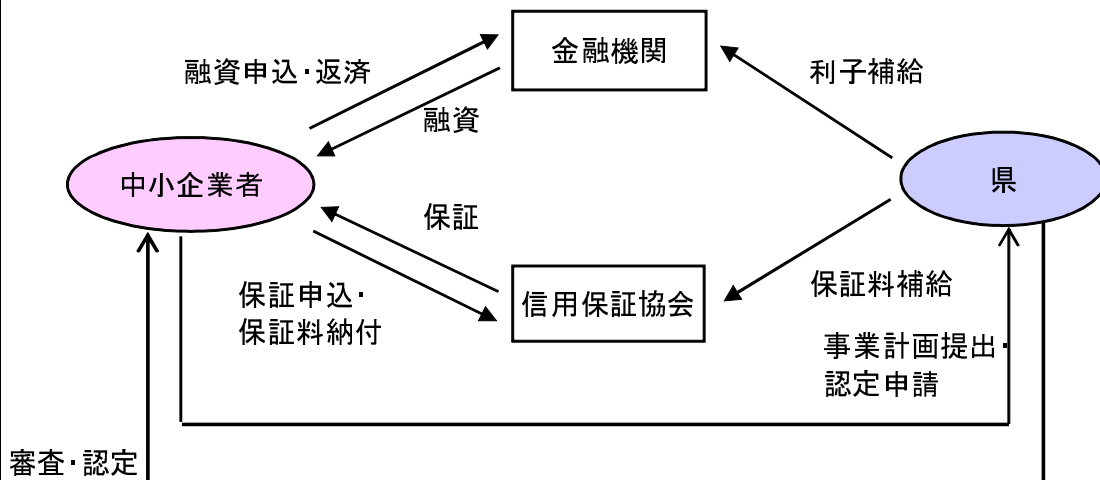 金融機関
融資申込・返済
利子補給
融資
中小企業者
県
保証
保証申込・
保証料納付
信用保証協会
保証料補給
事業計画提出・
認定申請
審査・認定